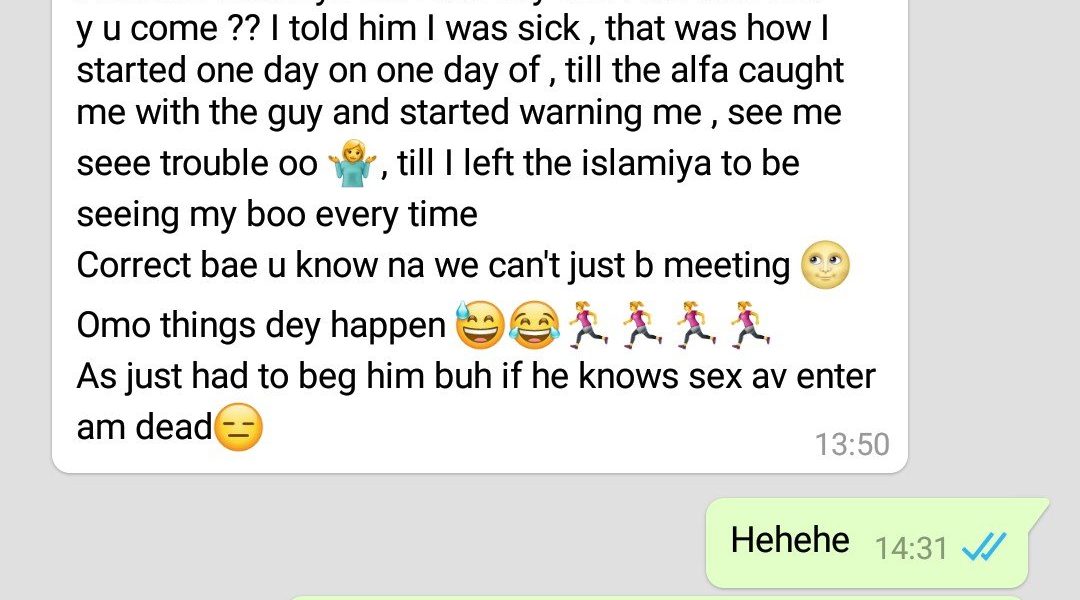 y u come ?? I told him I was sick , that was how I
started one day on one day of , till the alfa caught
me with the guy and started warning me , see me
seee trouble oo 🤷‍♀️ , till I left the islamiya to be
seeing my boo every time
Correct bae u know na we can't just b meeting 🌝
Omo things dey happen 😅😂🏃‍♀️🏃‍♀️🏃‍♀️🏃‍♀️
As just had to beg him buh if he knows sex av enter
am dead😑
13:50
Hehehe 14:31